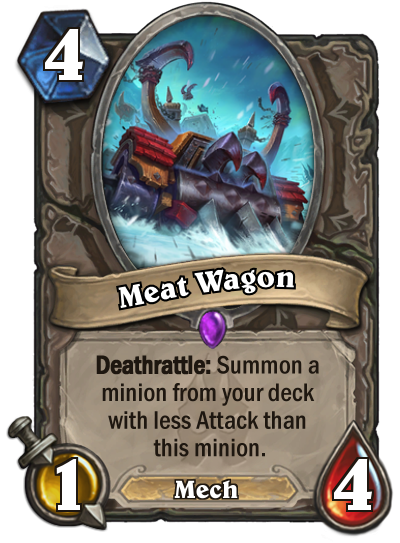 4
Meat Wagon
Deathrattle: Summon a
minion from your deck
with less Attack than
this minion.
1
Mech
4